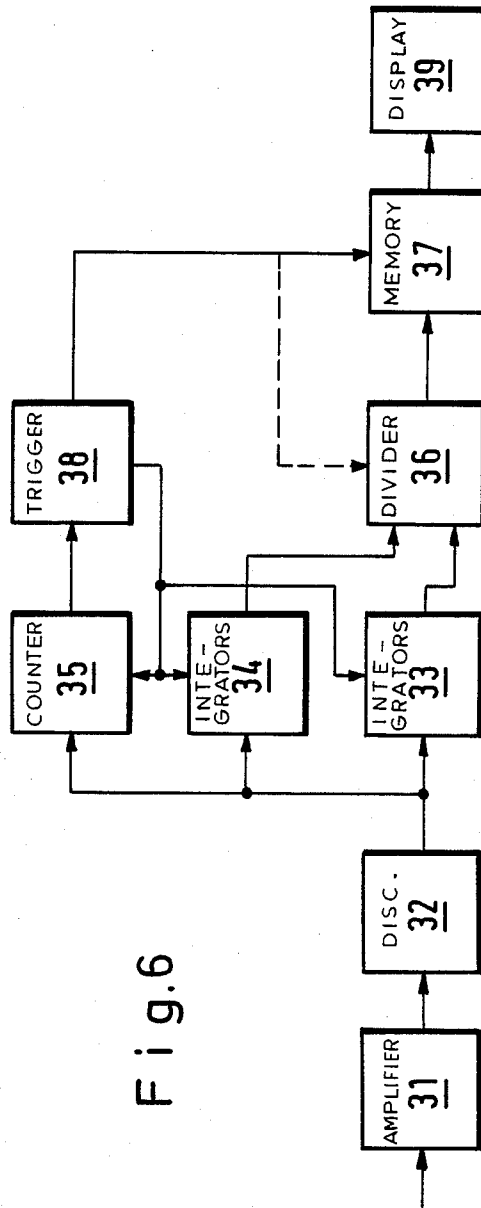 Fig.6
AMPLIFIER
31
DISC.
32
COUNTER
35
INTE-
GRATORS
34
INTE-
GRATORS
33
TRIGGER
38
DIVIDER
36
MEMORY
37
DISPLAY
39